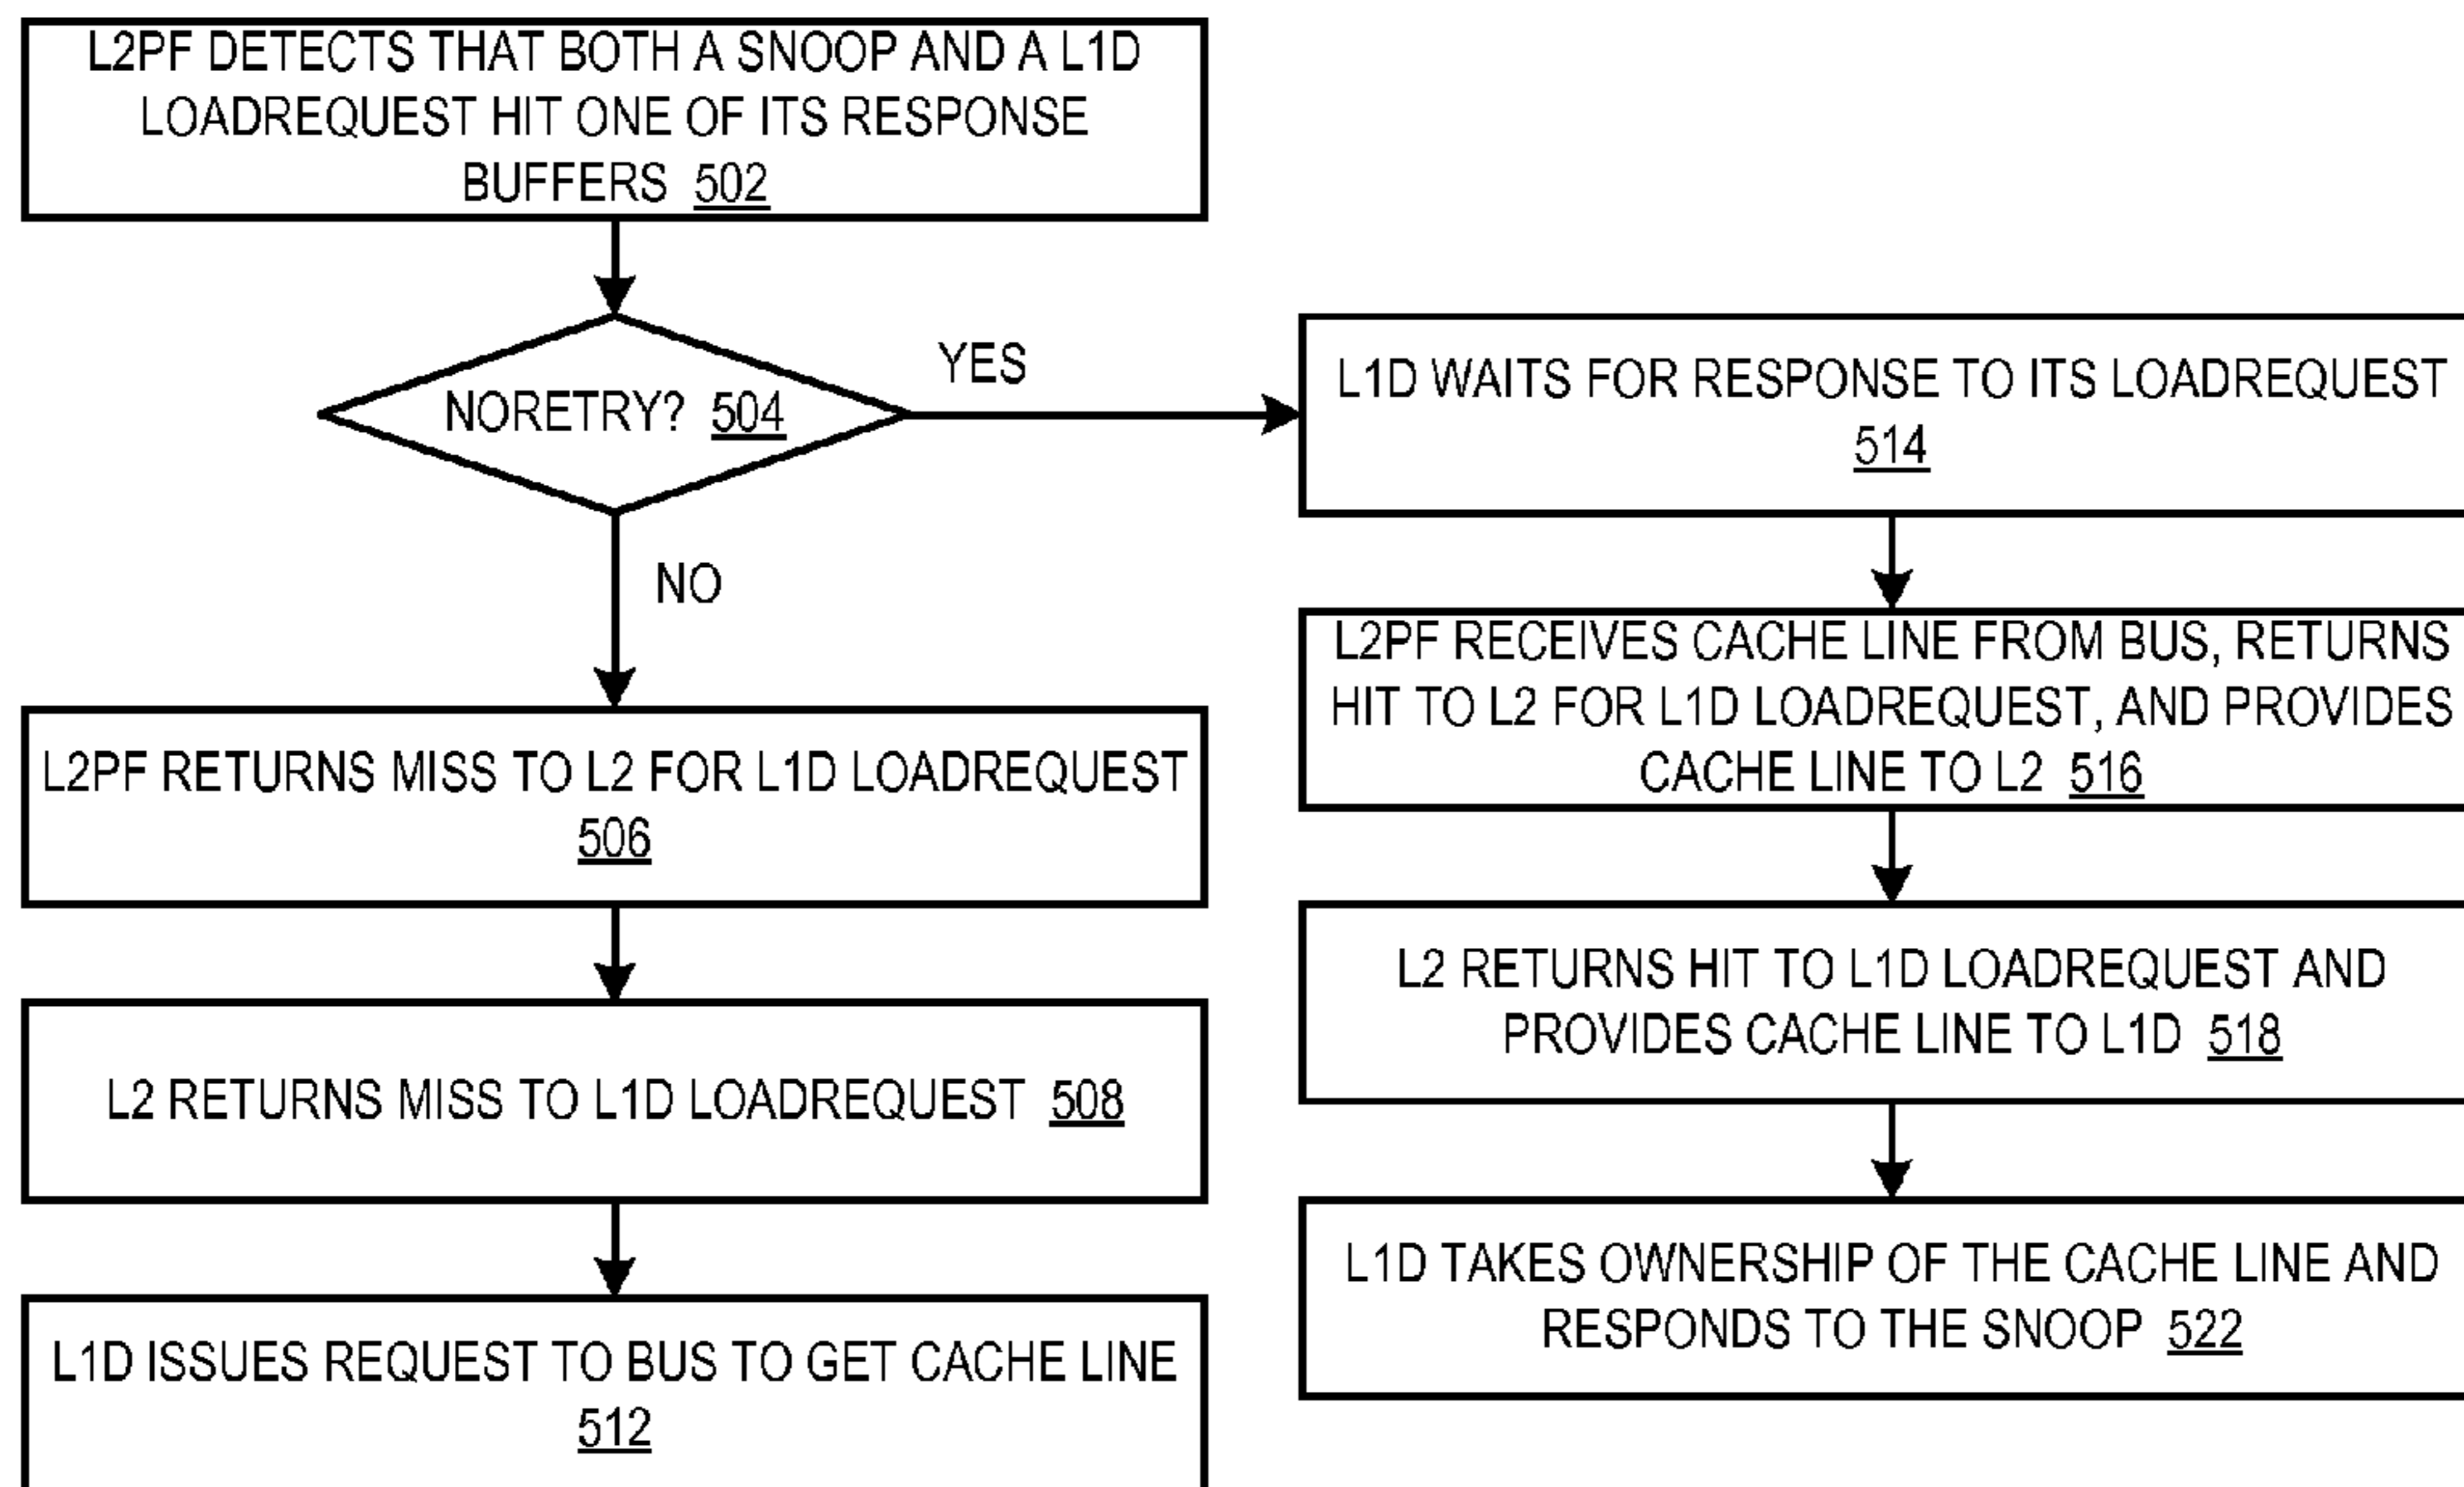 L2PF DETECTS THAT BOTH A SNOOP AND A L1D
LOADREQUEST HIT ONE OF ITS RESPONSE
BUFFERS 502
NORETRY? 504
YES
NO
L2PF RETURNS MISS TO L2 FOR L1D LOADREQUEST
506
L2 RETURNS MISS TO L1D LOADREQUEST 508
L1D ISSUES REQUEST TO BUS TO GET CACHE LINE
512
L1D WAITS FOR RESPONSE TO ITS LOADREQUEST
514
L2PF RECEIVES CACHE LINE FROM BUS, RETURNS
HIT TO L2 FOR L1D LOADREQUEST, AND PROVIDES
CACHE LINE TO L2 516
L2 RETURNS HIT TO L1D LOADREQUEST AND
PROVIDES CACHE LINE TO L1D 518
L1D TAKES OWNERSHIP OF THE CACHE LINE AND
RESPONDS TO THE SNOOP 522